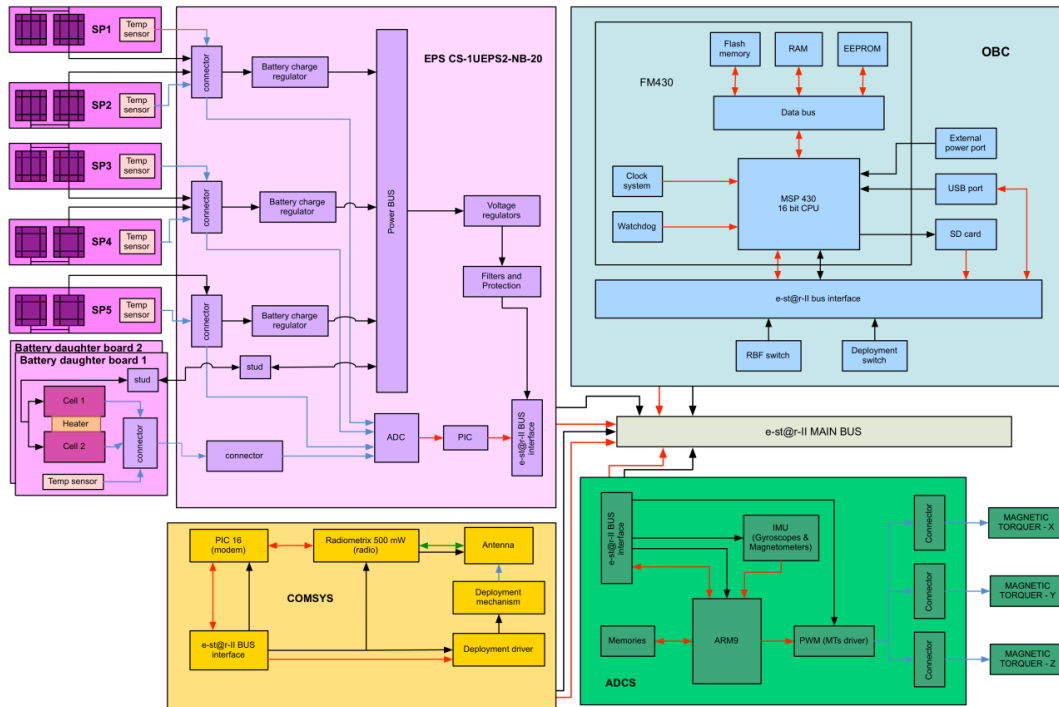 SP1
Temp
sensor
SP2
Temp
sensor
SP3
Temp
sensor
SP4
Temp
sensor
SP5
Temp
sensor
Battery daughter board 2
Battery daughter board 1
stud
Cell 1
Heater
Cell 2
connector
Temp sensor
EPS CS-1UEPS2-NB-20
connector
Battery charge
regulator
connector
Battery charge
regulator
connector
Battery charge
regulator
stud
connector
Power BUS
Voltage
regulators
Filters and
Protection
ADC
PIC
e-st@r-II BUS
interface
OBC
FM430
Flash
memory
RAM
EEPROM
Data bus
Clock
system
Watchdog
MSP 430
16 bit CPU
External
power port
USB port
SD card
e-st@r-II bus interface
RBF switch
Deployment
switch
e-st@r-II MAIN BUS
COMSYS
PIC 16
(modem)
Radiometrix 500 mW
(radio)
Antenna
Deployment
mechanism
e-st@r-II BUS
interface
Deployment driver
ADCS
e-st@r-II BUS
interface
IMU
(Gyroscopes &
Magnetometers)
Memories
ARM9
PWM (MTs driver)
Connector
Connector
Connector
MAGNETIC
TORQUER - X
MAGNETIC
TORQUER - Y
MAGNETIC
TORQUER - Z